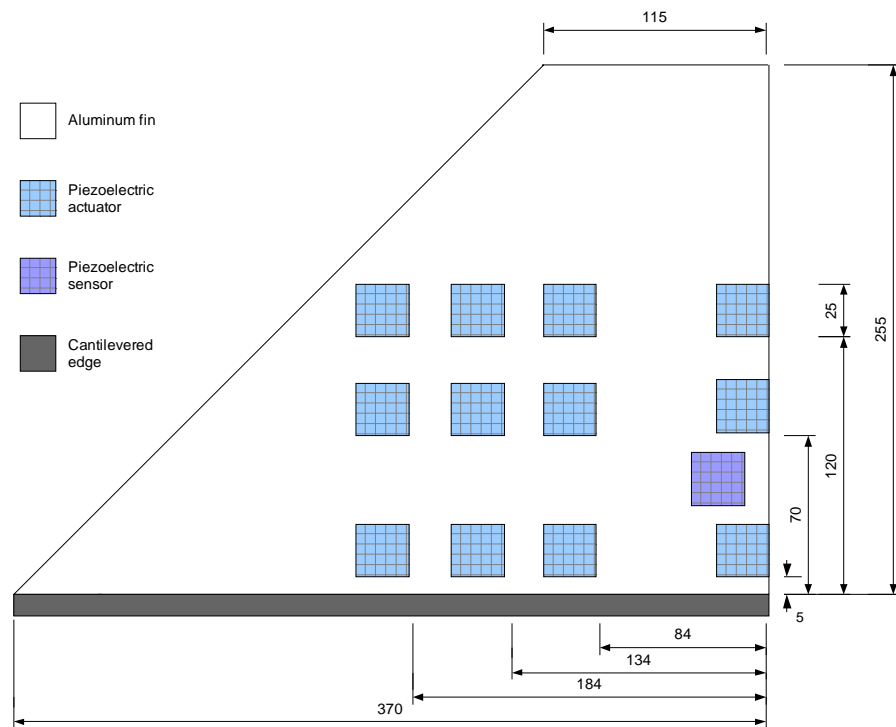 115
Aluminum fin
Piezoelectric
actuator
Piezoelectric
sensor
Cantilevered
edge
25
255
120
70
5
84
134
184
370